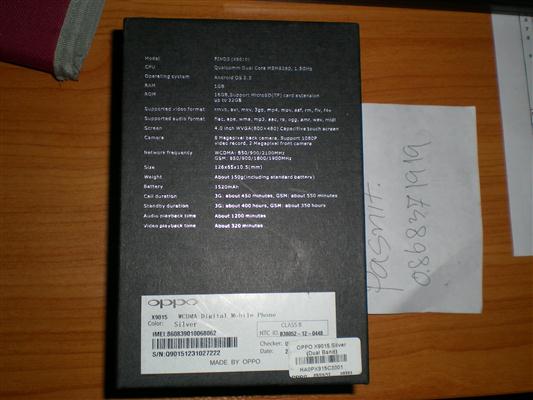 Model FIND3 (X9015)
CPU Qualcomm Dual Core MSM8260, 1.5GHz
Operating system Android OS 2.3
RAM 1GB
ROM 16GB, Support MicroSD(TF) card extension
up to 32GB
Supported video format rmvb, avi, mkv, 3gp, mp4, mov, asf, rm, flv, f4v
Supported audio format flac, ape, wma, mp3, aac, ra, ogg, amr, wav, midi
Screen 4.0 inch WVGA(800×480) Capacitive touch screen
Camera 8 Megapixel back camera, Support 1080P
video record, 2 Megapixel front camera
Network frequency WCDMA: 850/900/2100MHz
GSM: 850/900/1800/1900MHz
Size 126x65x10.5(mm)
Weight About 150g(including standard battery)
Battery 1520mAh
Call duration 3G: about 450 minutes, GSM: about 550 minutes
Standby duration 3G: about 400 hours, GSM: about 350 hours
Audio playback time About 1200 minutes
Video playback time About 320 minutes
oppo
X9015 WCDMA Digital Mobile Phone
Color: Silver
CLASS B
IMEI:860839010068062
NTC ID: B38052-12-0448
S/N:090151231027222
Checker:
Date:
MADE BY OPPO
OPPO X9015 Silver
(Dual Band)
HA0PX915C3001
0868371919